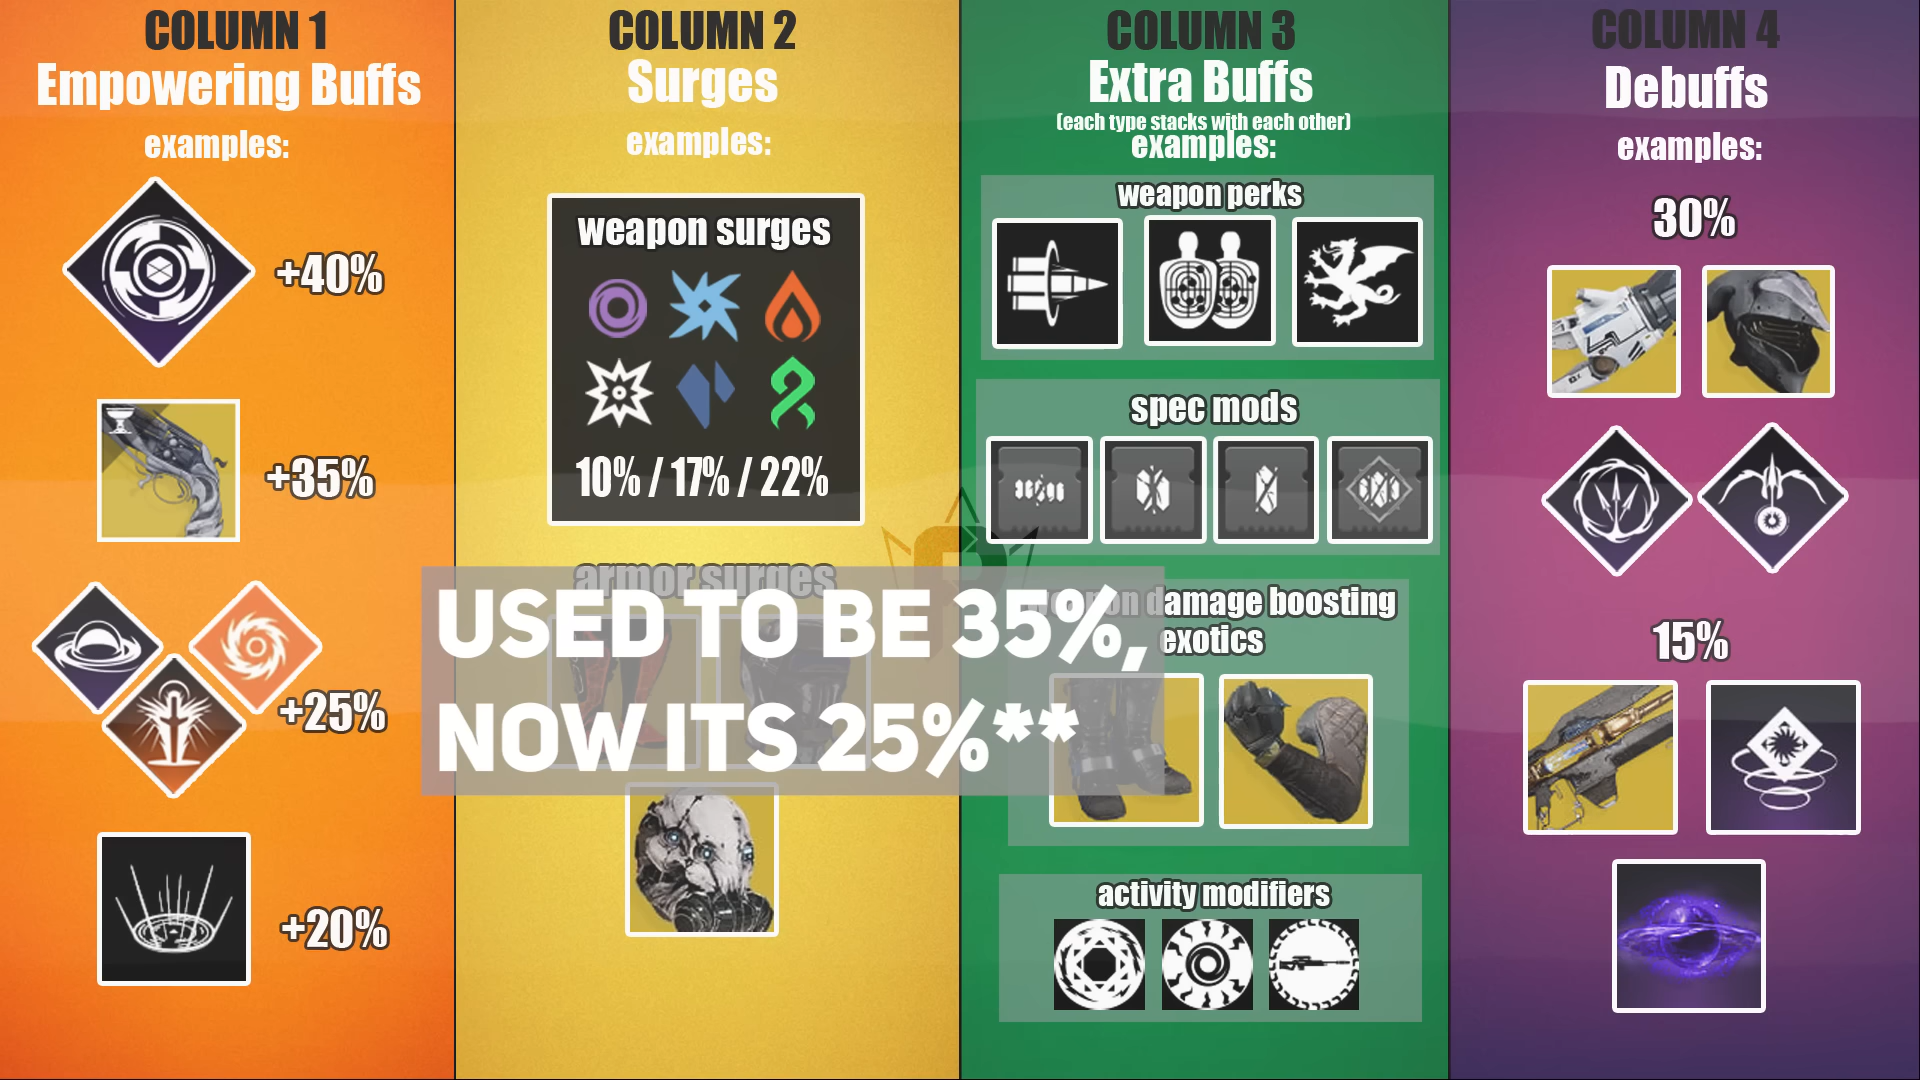 COLUMN 1
Empowering Buffs
examples:
+40%
+35%
+25%
+20%
COLUMN 2
Surges
examples:
weapon surges
10% / 17% / 22%
armor surges
USED TO BE 35%,
NOW ITS 25%**
COLUMN 3
Extra Buffs
(each type stacks with each other)
examples:
weapon perks
spec mods
weapon damage boosting
exotics
activity modifiers
COLUMN 4
Debuffs
examples:
30%
15%